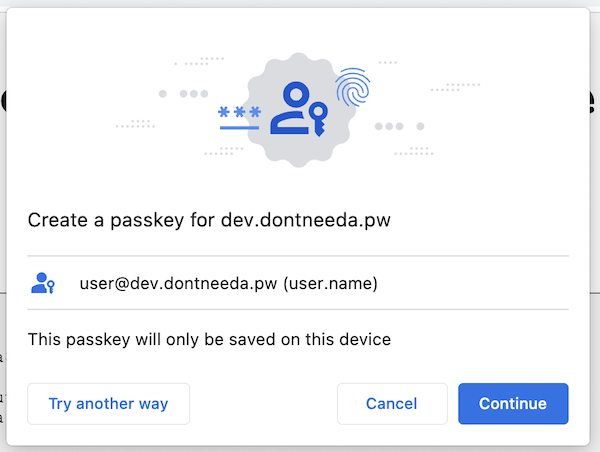 ***
Create a passkey for dev.dontneeda.pw
user@dev.dontneeda.pw (user.name)
This passkey will only be saved on this device
Try another way
Cancel
Continue